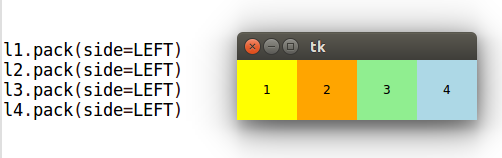 l1.pack(side=LEFT)
l2.pack(side=LEFT)
l3.pack(side=LEFT)
l4.pack(side=LEFT)
tk
1 2 3 4